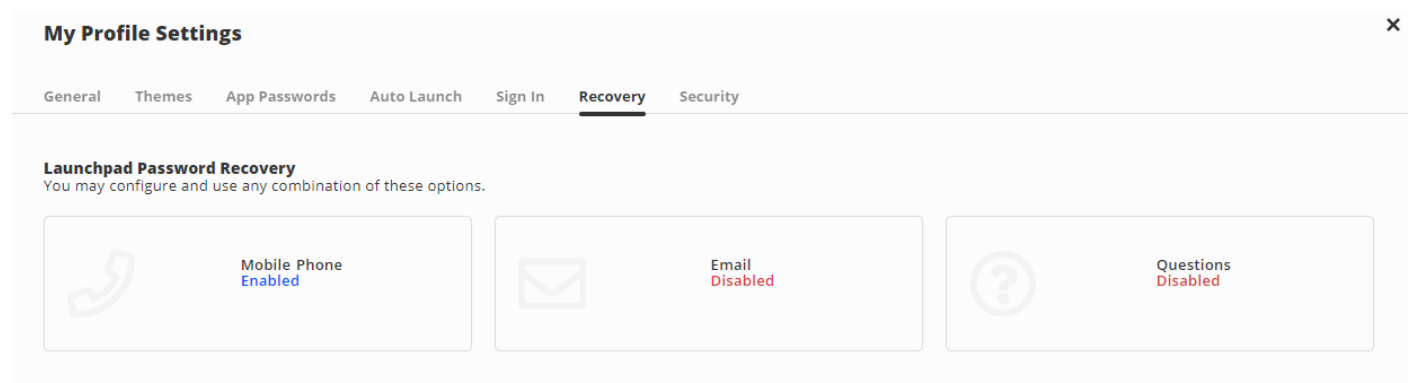 My Profile Settings
×
General Themes App Passwords Auto Launch Sign In Recovery Security
Launchpad Password Recovery
You may configure and use any combination of these options.
Mobile Phone
Enabled
Email
Disabled
Questions
Disabled